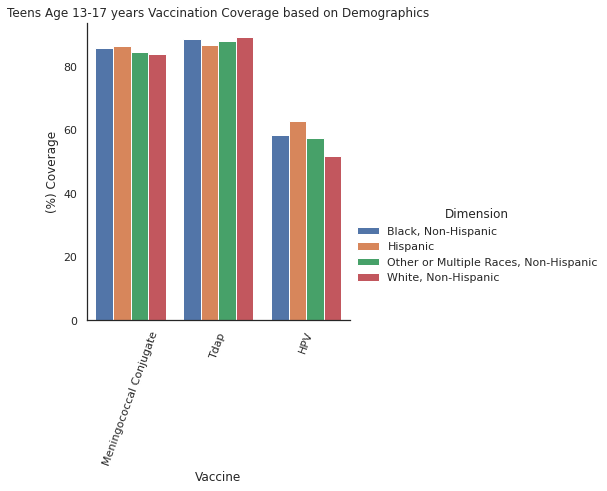 Teens Age 13-17 years Vaccination Coverage based on Demographics
80
60
40
20
0
(%) Coverage
Meningococcal Conjugate
Tdap
HPV
Vaccine
Dimension
Black, Non-Hispanic
Hispanic
Other or Multiple Races, Non-Hispanic
White, Non-Hispanic